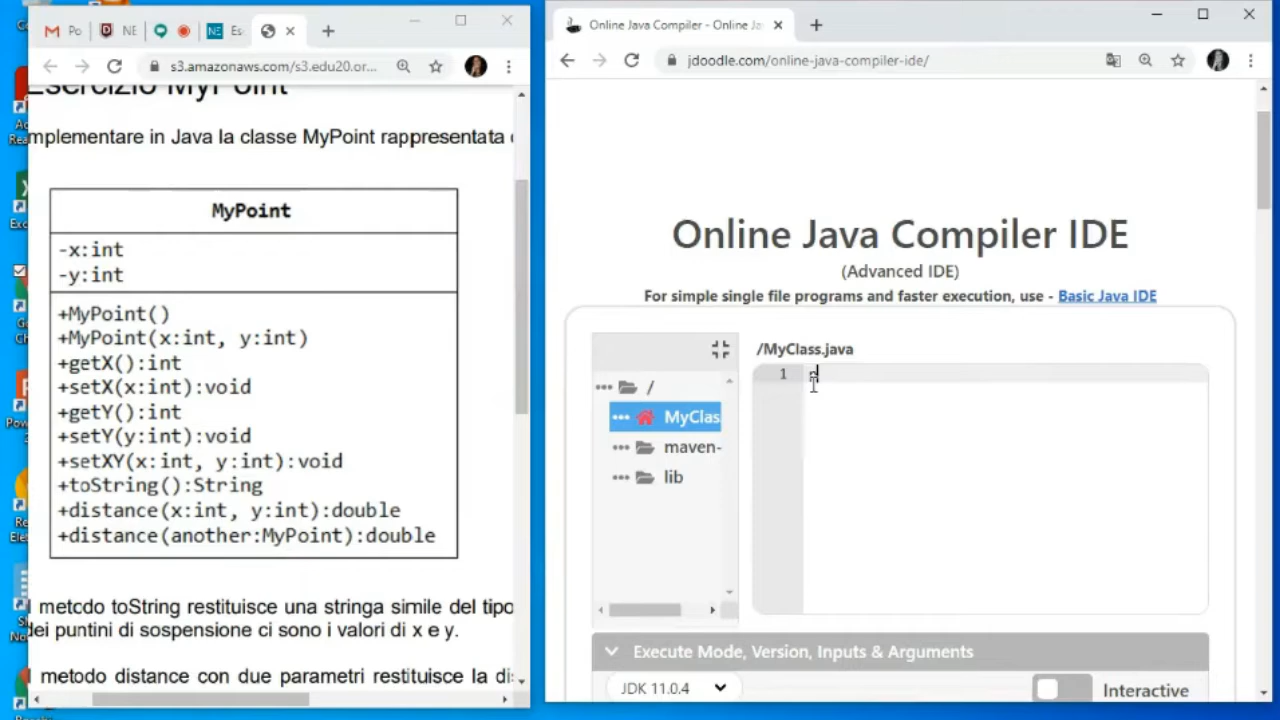 Po
NE
Es
s3.amazonaws.com/s3.edu20.or...
Esercizio MyPoint
mplementare in Java la classe MyPoint rappresentata
MyPoint
-x:int
-y:int
+MyPoint()
+MyPoint(x:int, y:int)
+getX():int
+setX(x:int):void
+getY():int
+setY(y:int):void
+setXY(x:int, y:int):void
+toString():String
+distance(x:int, y:int):double
+distance(another:MyPoint):double
l metodo toString restituisce una stringa simile del tipo
dei puntini di sospensione ci sono i valori di x e y.
l metodo distance con due parametri restituisce la di
Online Java Compiler - Online Ja
jdoodle.com/online-java-compiler-ide/
Online Java Compiler IDE
(Advanced IDE)
For simple single file programs and faster execution, use - Basic Java IDE
/MyClass.java
/
MyClas
maven-
lib
1
Execute Mode, Version, Inputs & Arguments
JDK 11.0.4
Interactive